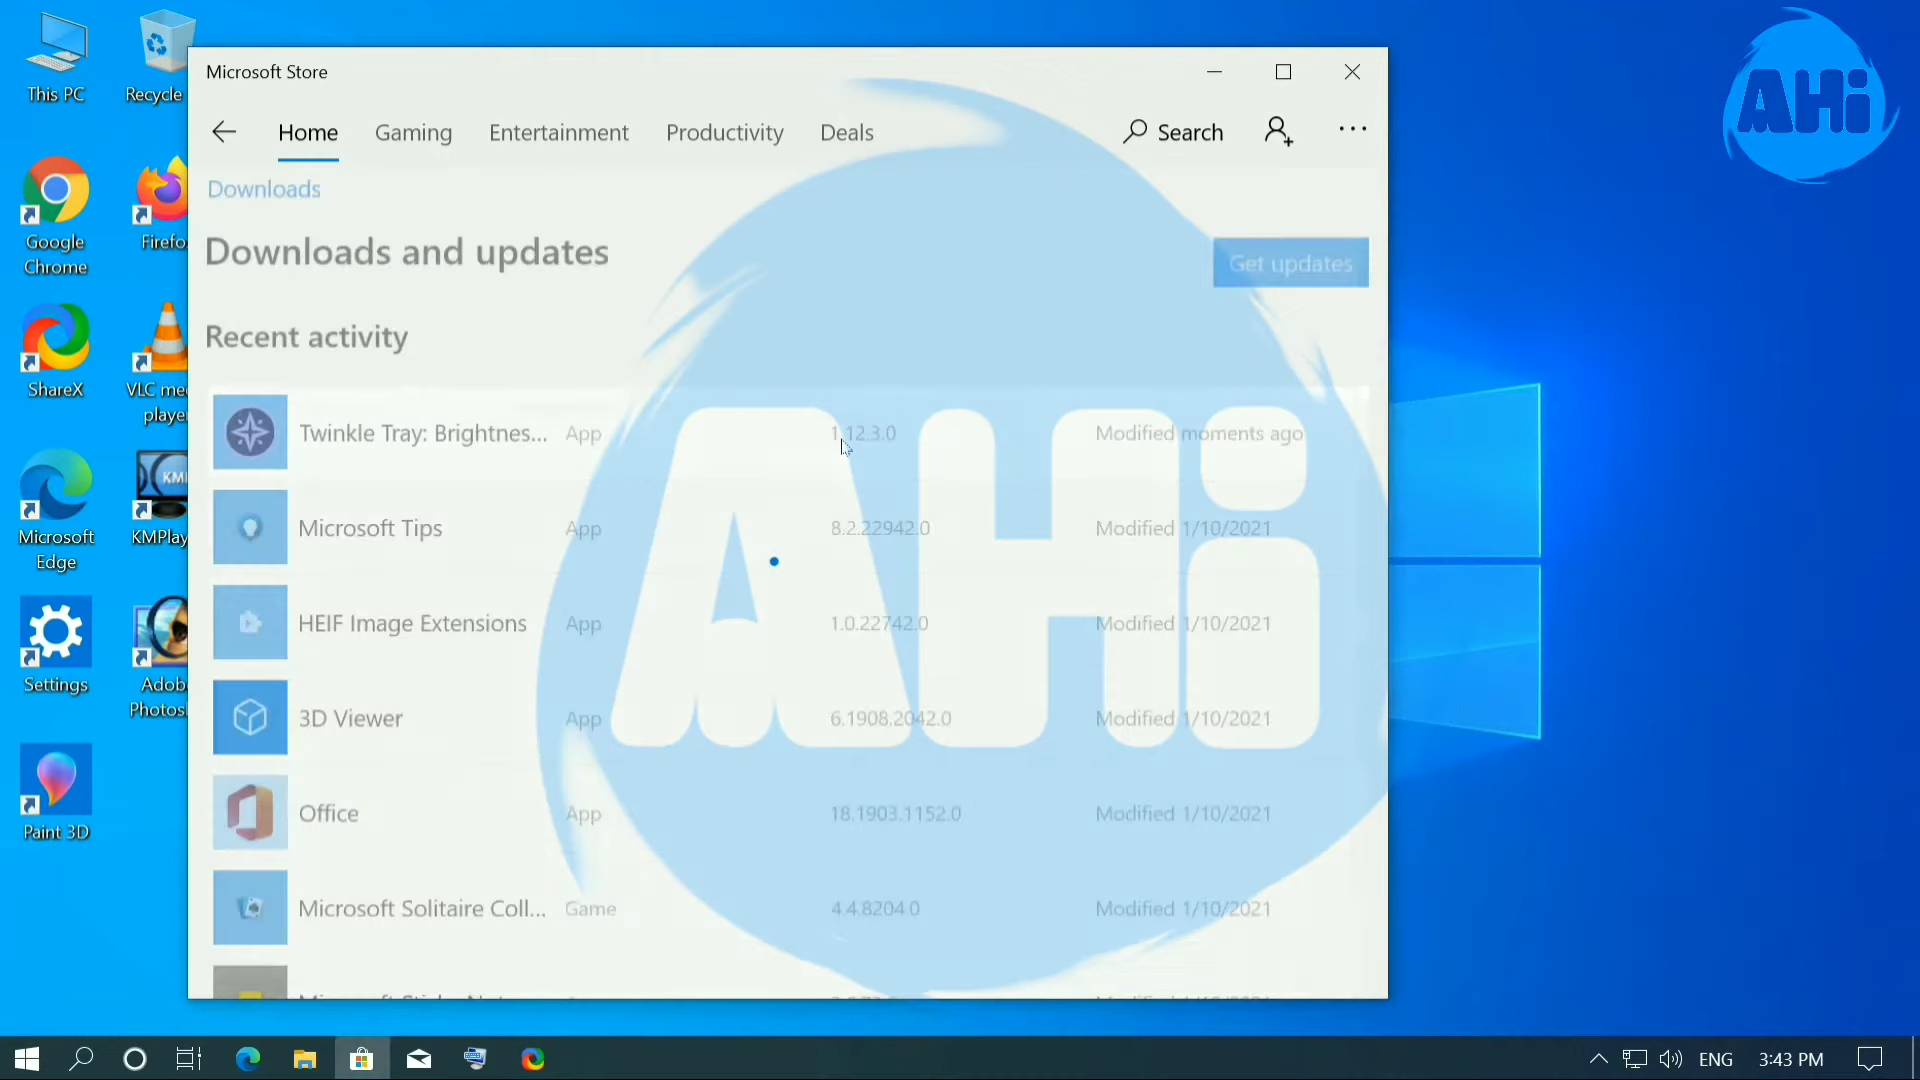 This PC
Recycle
Google
Chrome
Firefo
ShareX
VLC me
player
Microsoft
Edge
KMPlay
Settings
Adob
Photos
Paint 3D
Microsoft Store
Home Gaming Entertainment Productivity Deals Search
Downloads
Downloads and updates
Get updates
Recent activity
Twinkle Tray: Brightnes... App 1.12.3.0 Modified moments ago
Microsoft Tips App 8.2.22942.0 Modified 1/10/2021
HEIF Image Extensions App 1.0.22742.0 Modified 1/10/2021
3D Viewer App 6.1908.2042.0 Modified 1/10/2021
Office App 18.1903.1152.0 Modified 1/10/2021
Microsoft Solitaire Coll... Game 4.4.8204.0 Modified 1/10/2021
AHi
AHi
KM
ENG 3:43 PM